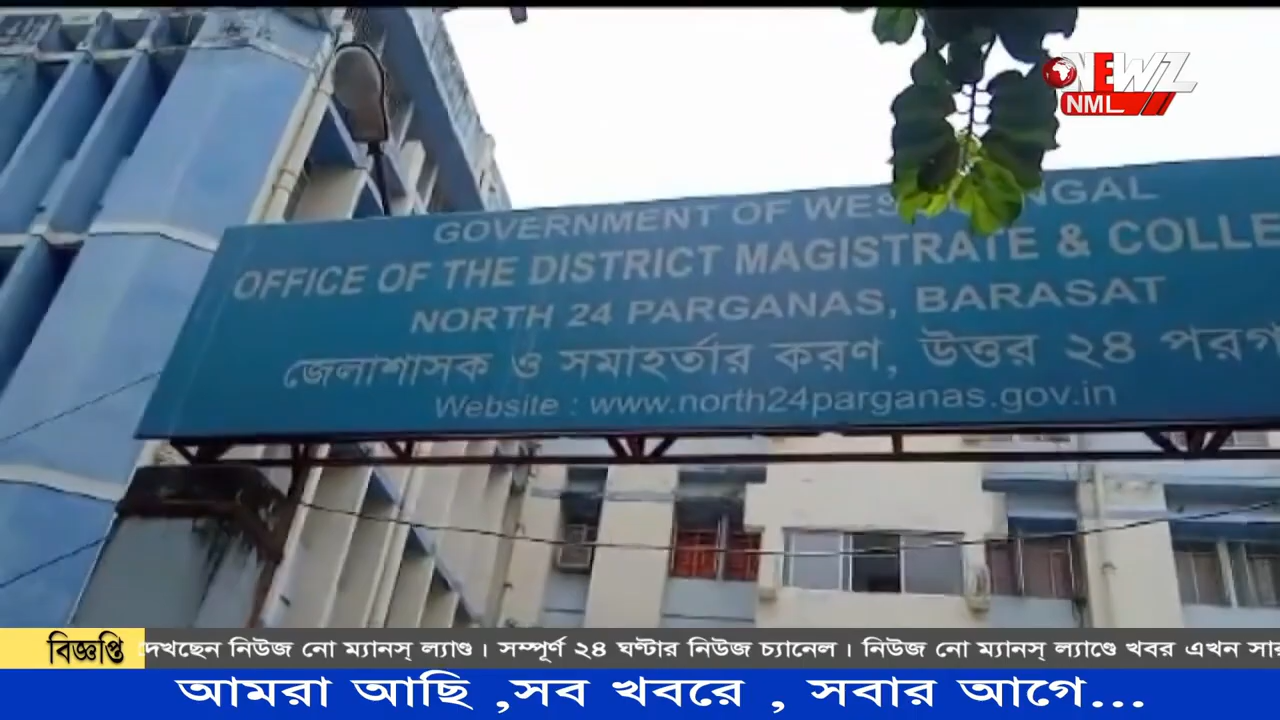 NEWZ
NML
GOVERNMENT OF WES NGAL
OFFICE OF THE DISTRICT MAGISTRATE & COLLE
NORTH 24 PARGANAS, BARASAT
জেলাশাসক ও সমাহর্তার করণ, উত্তর ২৪ পরগ
Website : www.north24parganas.gov.in
বিজ্ঞপ্তি দেখছেন নিউজ নো ম্যানস্ ল্যাণ্ড। সম্পূর্ণ ২৪ ঘণ্টার নিউজ চ্যানেল। নিউজ নো ম্যানস্ ল্যাণ্ডে খবর এখন সার
আমরা আছি ,সব খবরে , সবার আগে...